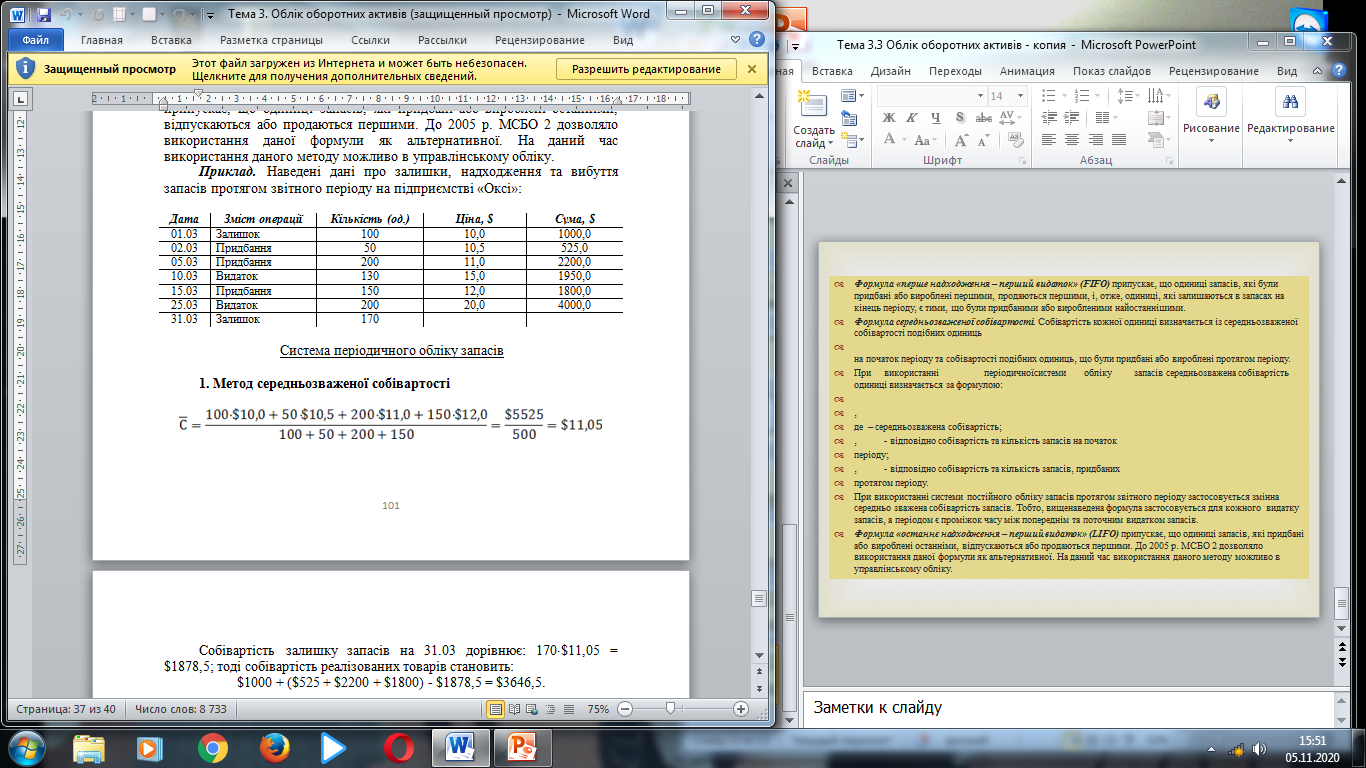 Тема 3. Облік оборотних активів (защищенный просмотр) - Microsoft Word
Файл Главная Вставка Разметка страницы Ссылки Рассылки Рецензирование Вид
Защищенный просмотр Этот файл загружен из Интернета и может быть небезопасен. Щелкните для получения дополнительных сведений. Разрешить редактирование
відпускаються або продаються першими. До 2005 р. МСБО 2 дозволяло
використання даної формули як альтернативної. На даний час
використання даного методу можливо в управлінському обліку.
Приклад. Наведені дані про залишки, надходження та вибуття
запасів протягом звітного періоду на підприємстві «Оксі»:
Дата Зміст операції Кількість (од.) Ціна, $ Сума, $
01.03 Залишок 100 10,0 1000,0
02.03 Придбання 50 10,5 525,0
05.03 Придбання 200 11,0 2200,0
10.03 Видаток 130 15,0 1950,0
15.03 Придбання 150 12,0 1800,0
25.03 Видаток 200 20,0 4000,0
31.03 Залишок 170
Система періодичного обліку запасів
1. Метод середньозваженої собівартості
C̅ = (100·$10,0 + 50·$10,5 + 200·$11,0 + 150·$12,0) / (100 + 50 + 200 + 150) = $5525 / 500 = $11,05
101
Собівартість залишку запасів на 31.03 дорівнює: 170·$11,05 =
$1878,5; тоді собівартість реалізованих товарів становить:
$1000 + ($525 + $2200 + $1800) - $1878,5 = $3646,5.
Страница: 37 из 40 Число слов: 8 733 75%
Тема 3.3 Облік оборотних активів - копия - Microsoft PowerPoint
Вставка Дизайн Переходы Анимация Показ слайдов Рецензирование Вид
Создать слайд
14
Рисование Редактирование
Слайды Шрифт Абзац
Формула «перше надходження – перший видаток» (FIFO) припускає, що одиниці запасів, які були
придбані або вироблені першими, продаються першими, і, отже, одиниці, які залишаються в запасах на
кінець періоду, є тими, що були придбаними або виробленими найостаннішими.
Формула середньозваженої собівартості. Собівартість кожної одиниці визначається із середньозваженої
собівартості подібних одиниць
на початок періоду та собівартості подібних одиниць, що були придбані або вироблені протягом періоду.
При використанні періодичноїсистеми обліку запасів середньозважена собівартість
одиниці визначається за формулою:
,
де – середньозважена собівартість;
, - відповідно собівартість та кількість запасів на початок
періоду;
, - відповідно собівартість та кількість запасів, придбаних
протягом періоду.
При використанні системи постійного обліку запасів протягом звітного періоду застосовується змінна
середньо зважена собівартість запасів. Тобто, вищенаведена формула застосовується для кожного видатку
запасів, а періодом є проміжок часу між попереднім та поточним видатком запасів.
Формула «останнє надходження – перший видаток» (LIFO) припускає, що одиниці запасів, які придбані
або вироблені останніми, відпускаються або продаються першими. До 2005 р. МСБО 2 дозволяло
використання даної формули як альтернативної. На даний час використання даного методу можливо в
управлінському обліку.
Заметки к слайду
15:51
05.11.2020